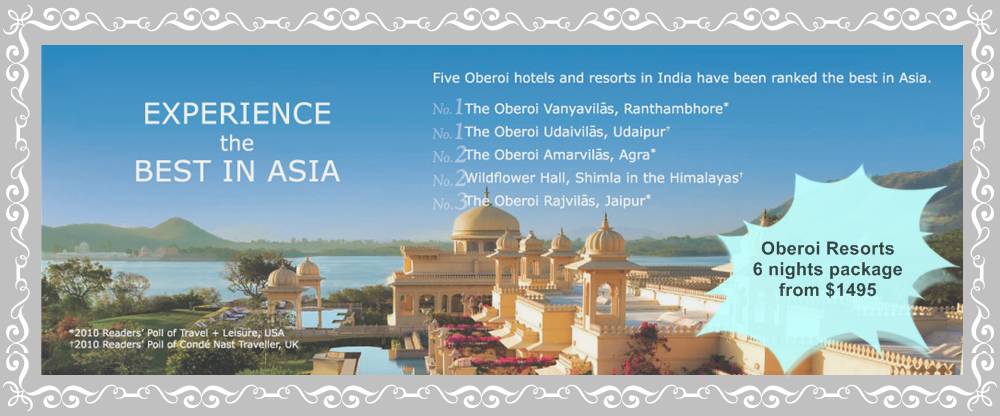 EXPERIENCE
the
BEST IN ASIA
Five Oberoi hotels and resorts in India have been ranked the best in Asia.
No. 1 The Oberoi Vanyavilās, Ranthambhore*
No. 1 The Oberoi Udaivilās, Udaipur†
No. 2 The Oberoi Amarvilās, Agra*
No. 2 Wildflower Hall, Shimla in the Himalayas†
No. 3 The Oberoi Rajvilās, Jaipur*
Oberoi Resorts
6 nights package
from $1495
*2010 Readers' Poll of Travel + Leisure, USA
†2010 Readers' Poll of Condé Nast Traveller, UK